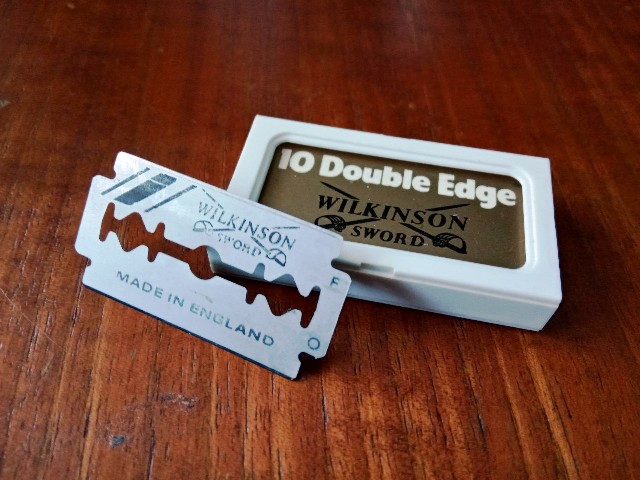 10 Double Edge
WILKINSON
SWORD
WILKINSON
SWORD
MADE IN ENGLAND
F
O